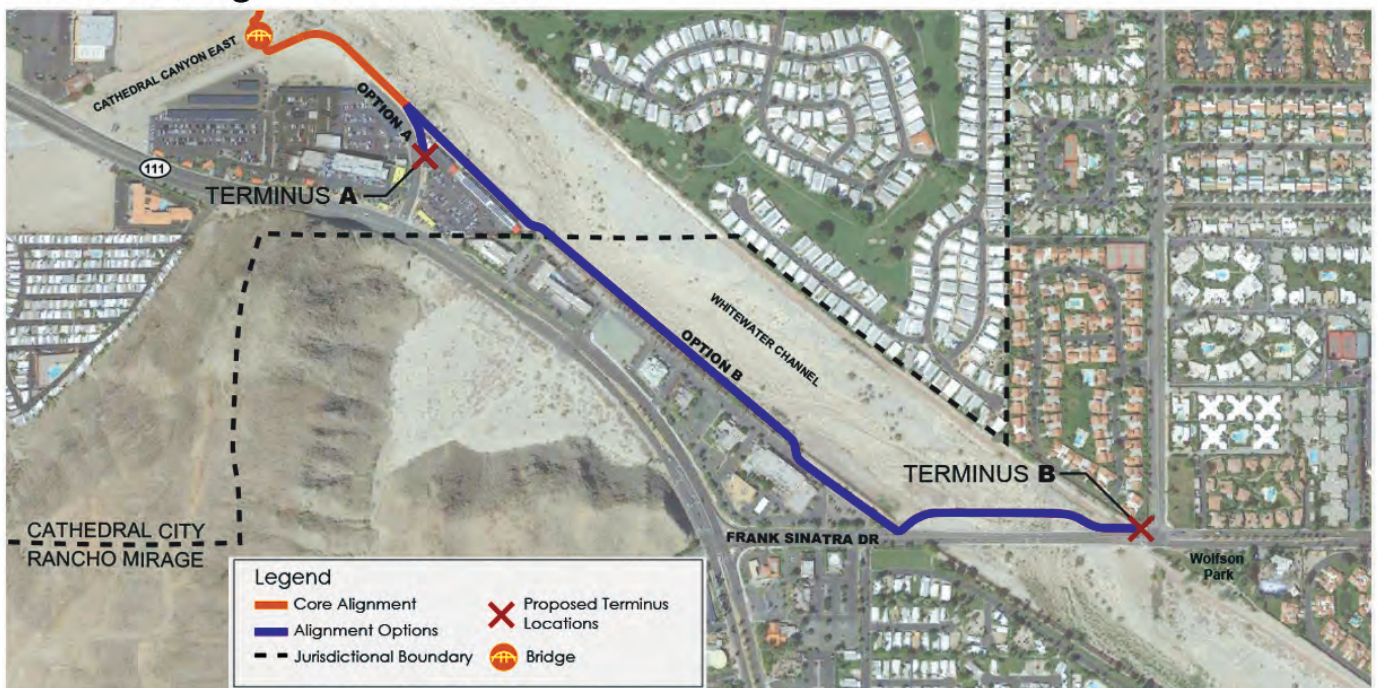 CATHEDRAL CANYON EAST
OPTION A
111
TERMINUS A
WHITEWATER CHANNEL
OPTION B
TERMINUS B
CATHEDRAL CITY
RANCHO MIRAGE
FRANK SINATRA DR
Wolfson
Park
Legend
Core Alignment
Alignment Options
Jurisdictional Boundary
Proposed Terminus
Locations
Bridge